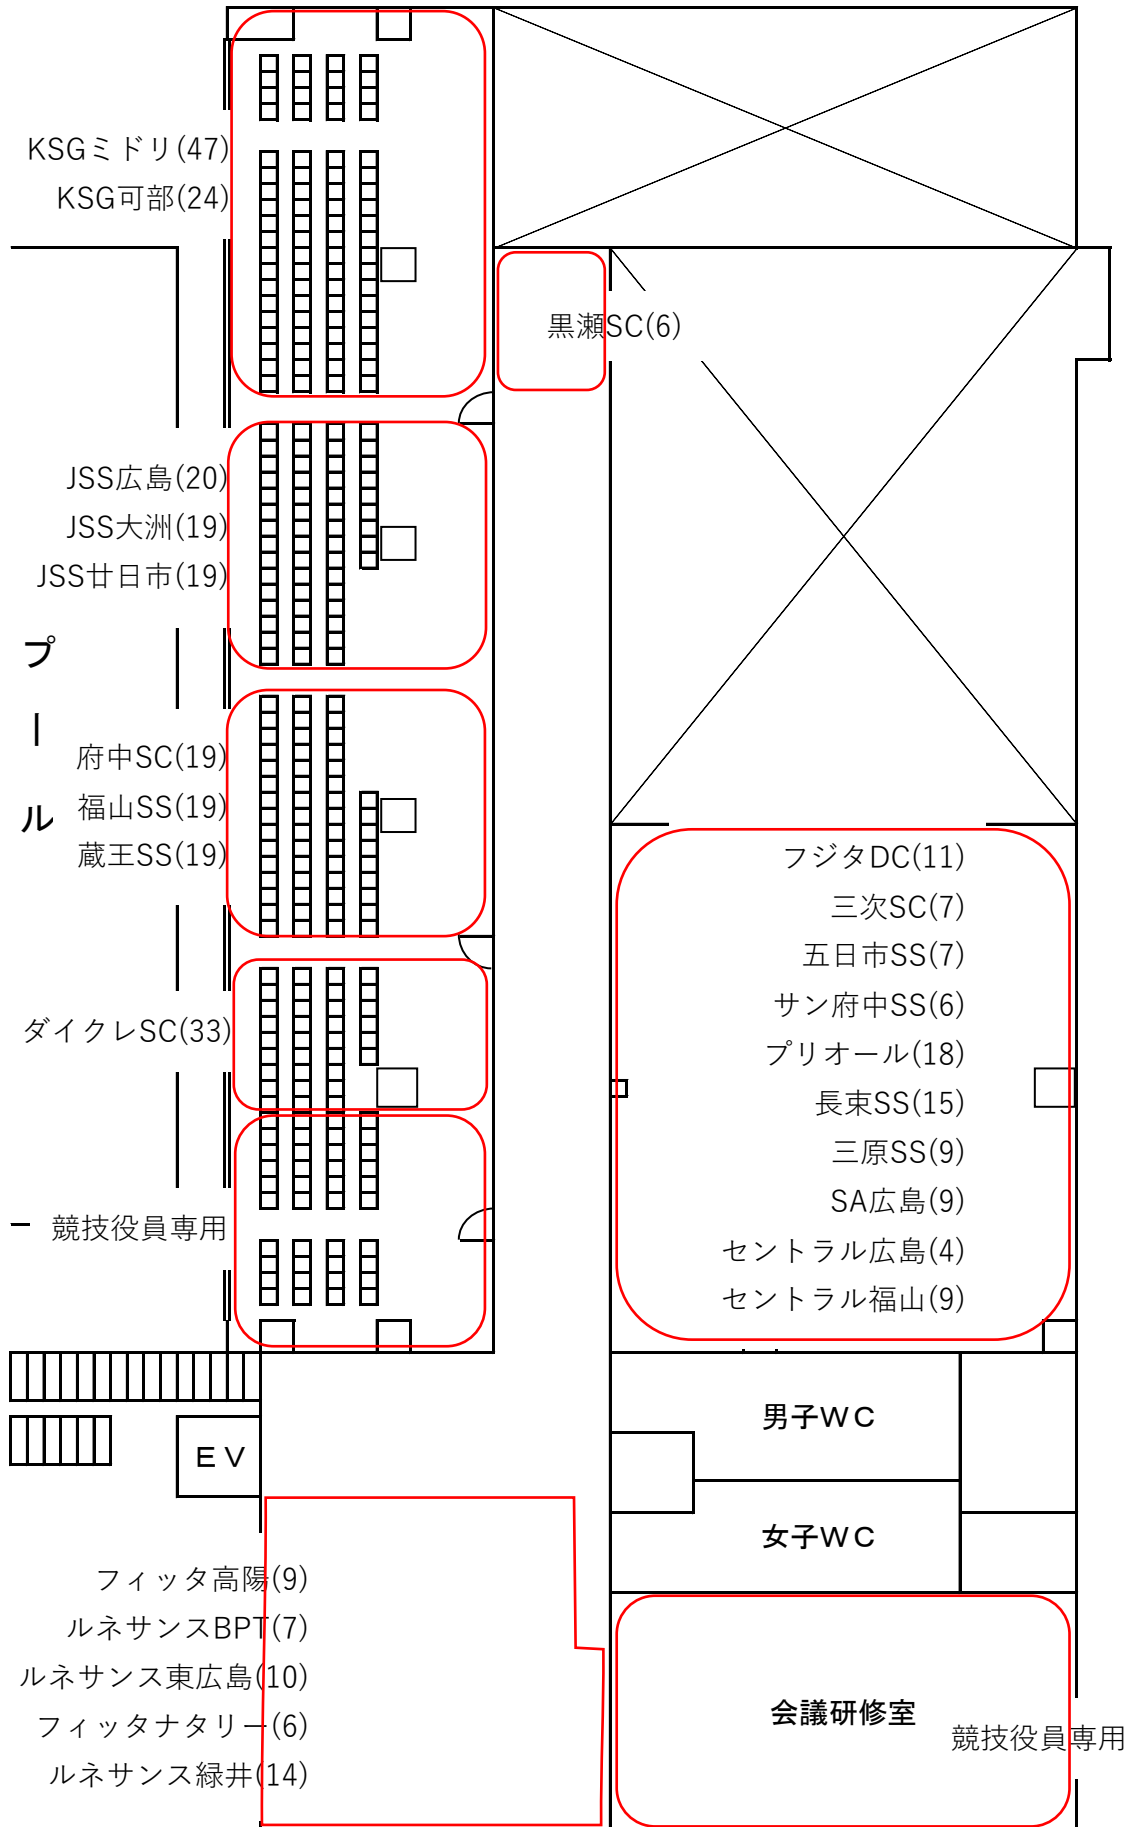 KSGミドリ(47)
KSG可部(24)
黒瀬SC(6)
JSS広島(20)
JSS大洲(19)
JSS廿日市(19)
プール
府中SC(19)
福山SS(19)
蔵王SS(19)
ダイクレSC(33)
競技役員専用
フジタDC(11)
三次SC(7)
五日市SS(7)
サン府中SS(6)
プリオール(18)
長束SS(15)
三原SS(9)
SA広島(9)
セントラル広島(4)
セントラル福山(9)
男子WC
EV
女子WC
フィッタ高陽(9)
ルネサンスBPT(7)
ルネサンス東広島(10)
フィッタナタリー(6)
ルネサンス緑井(14)
会議研修室
競技役員専用